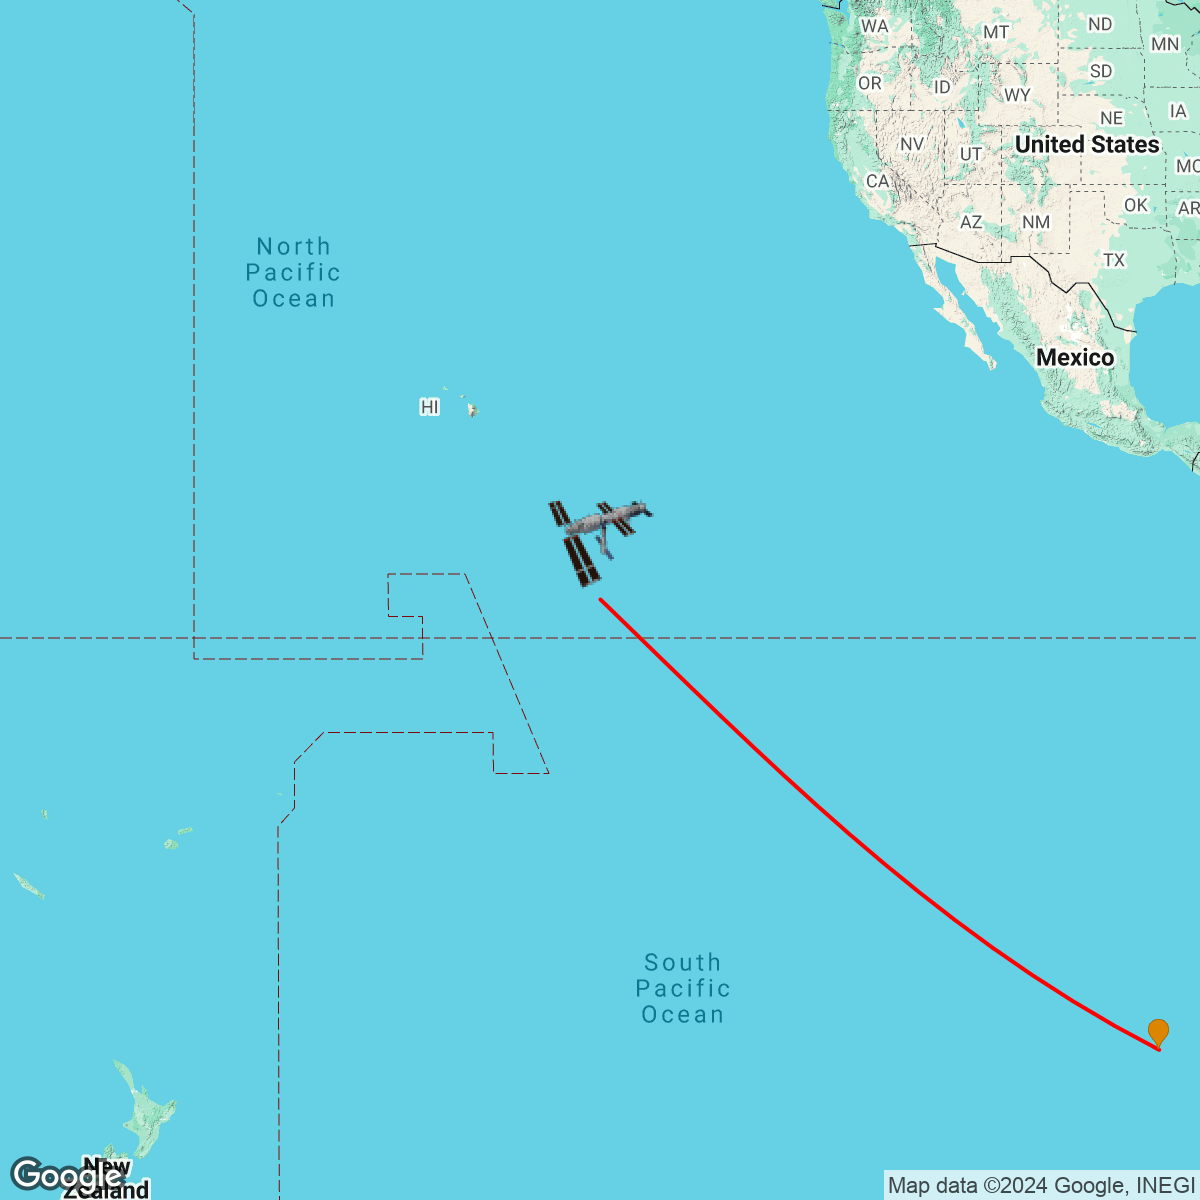 WA
MT
ND
MN
OR
ID
SD
WY
IA
NE
NV
UT
United States
MO
CA
OK
AR
AZ
NM
North
Pacific
Ocean
TX
Mexico
HI
South
Pacific
Ocean
New
Zealand
Google
Map data ©2024 Google, INEGI